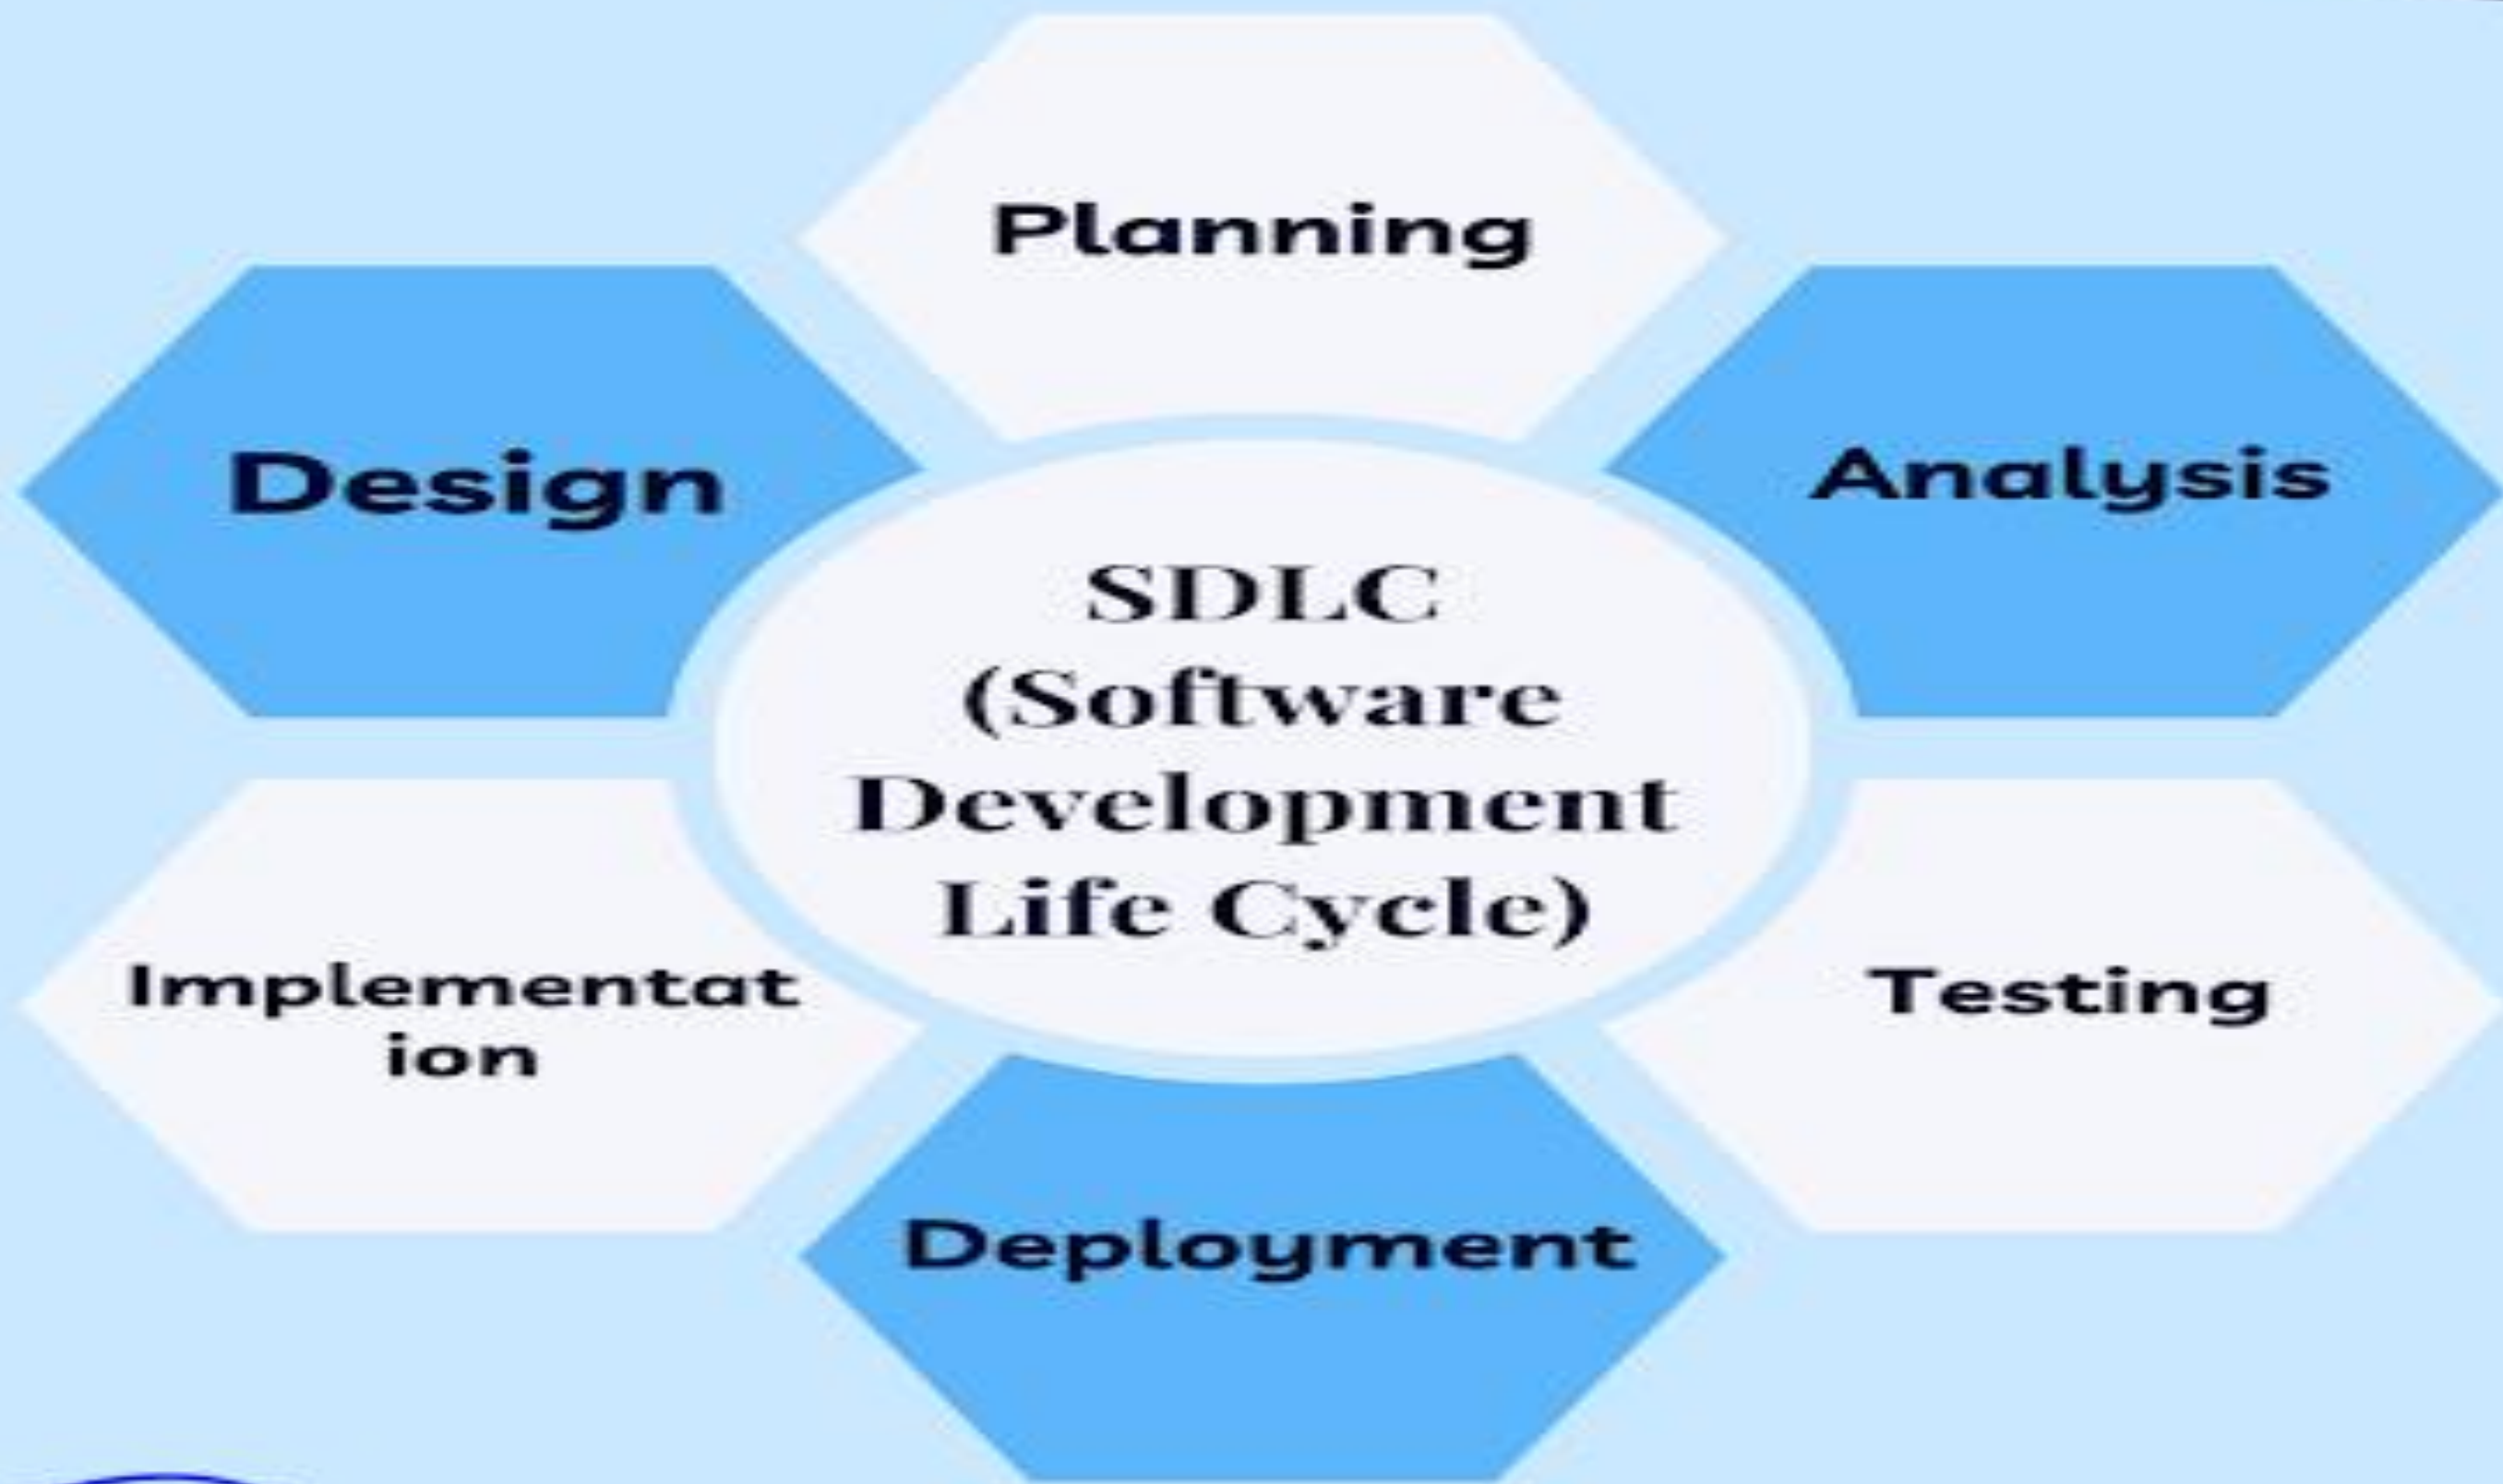 Planning
Design
Analysis
SDLC
(Software
Development
Life Cycle)
Implementat
ion
Testing
Deployment